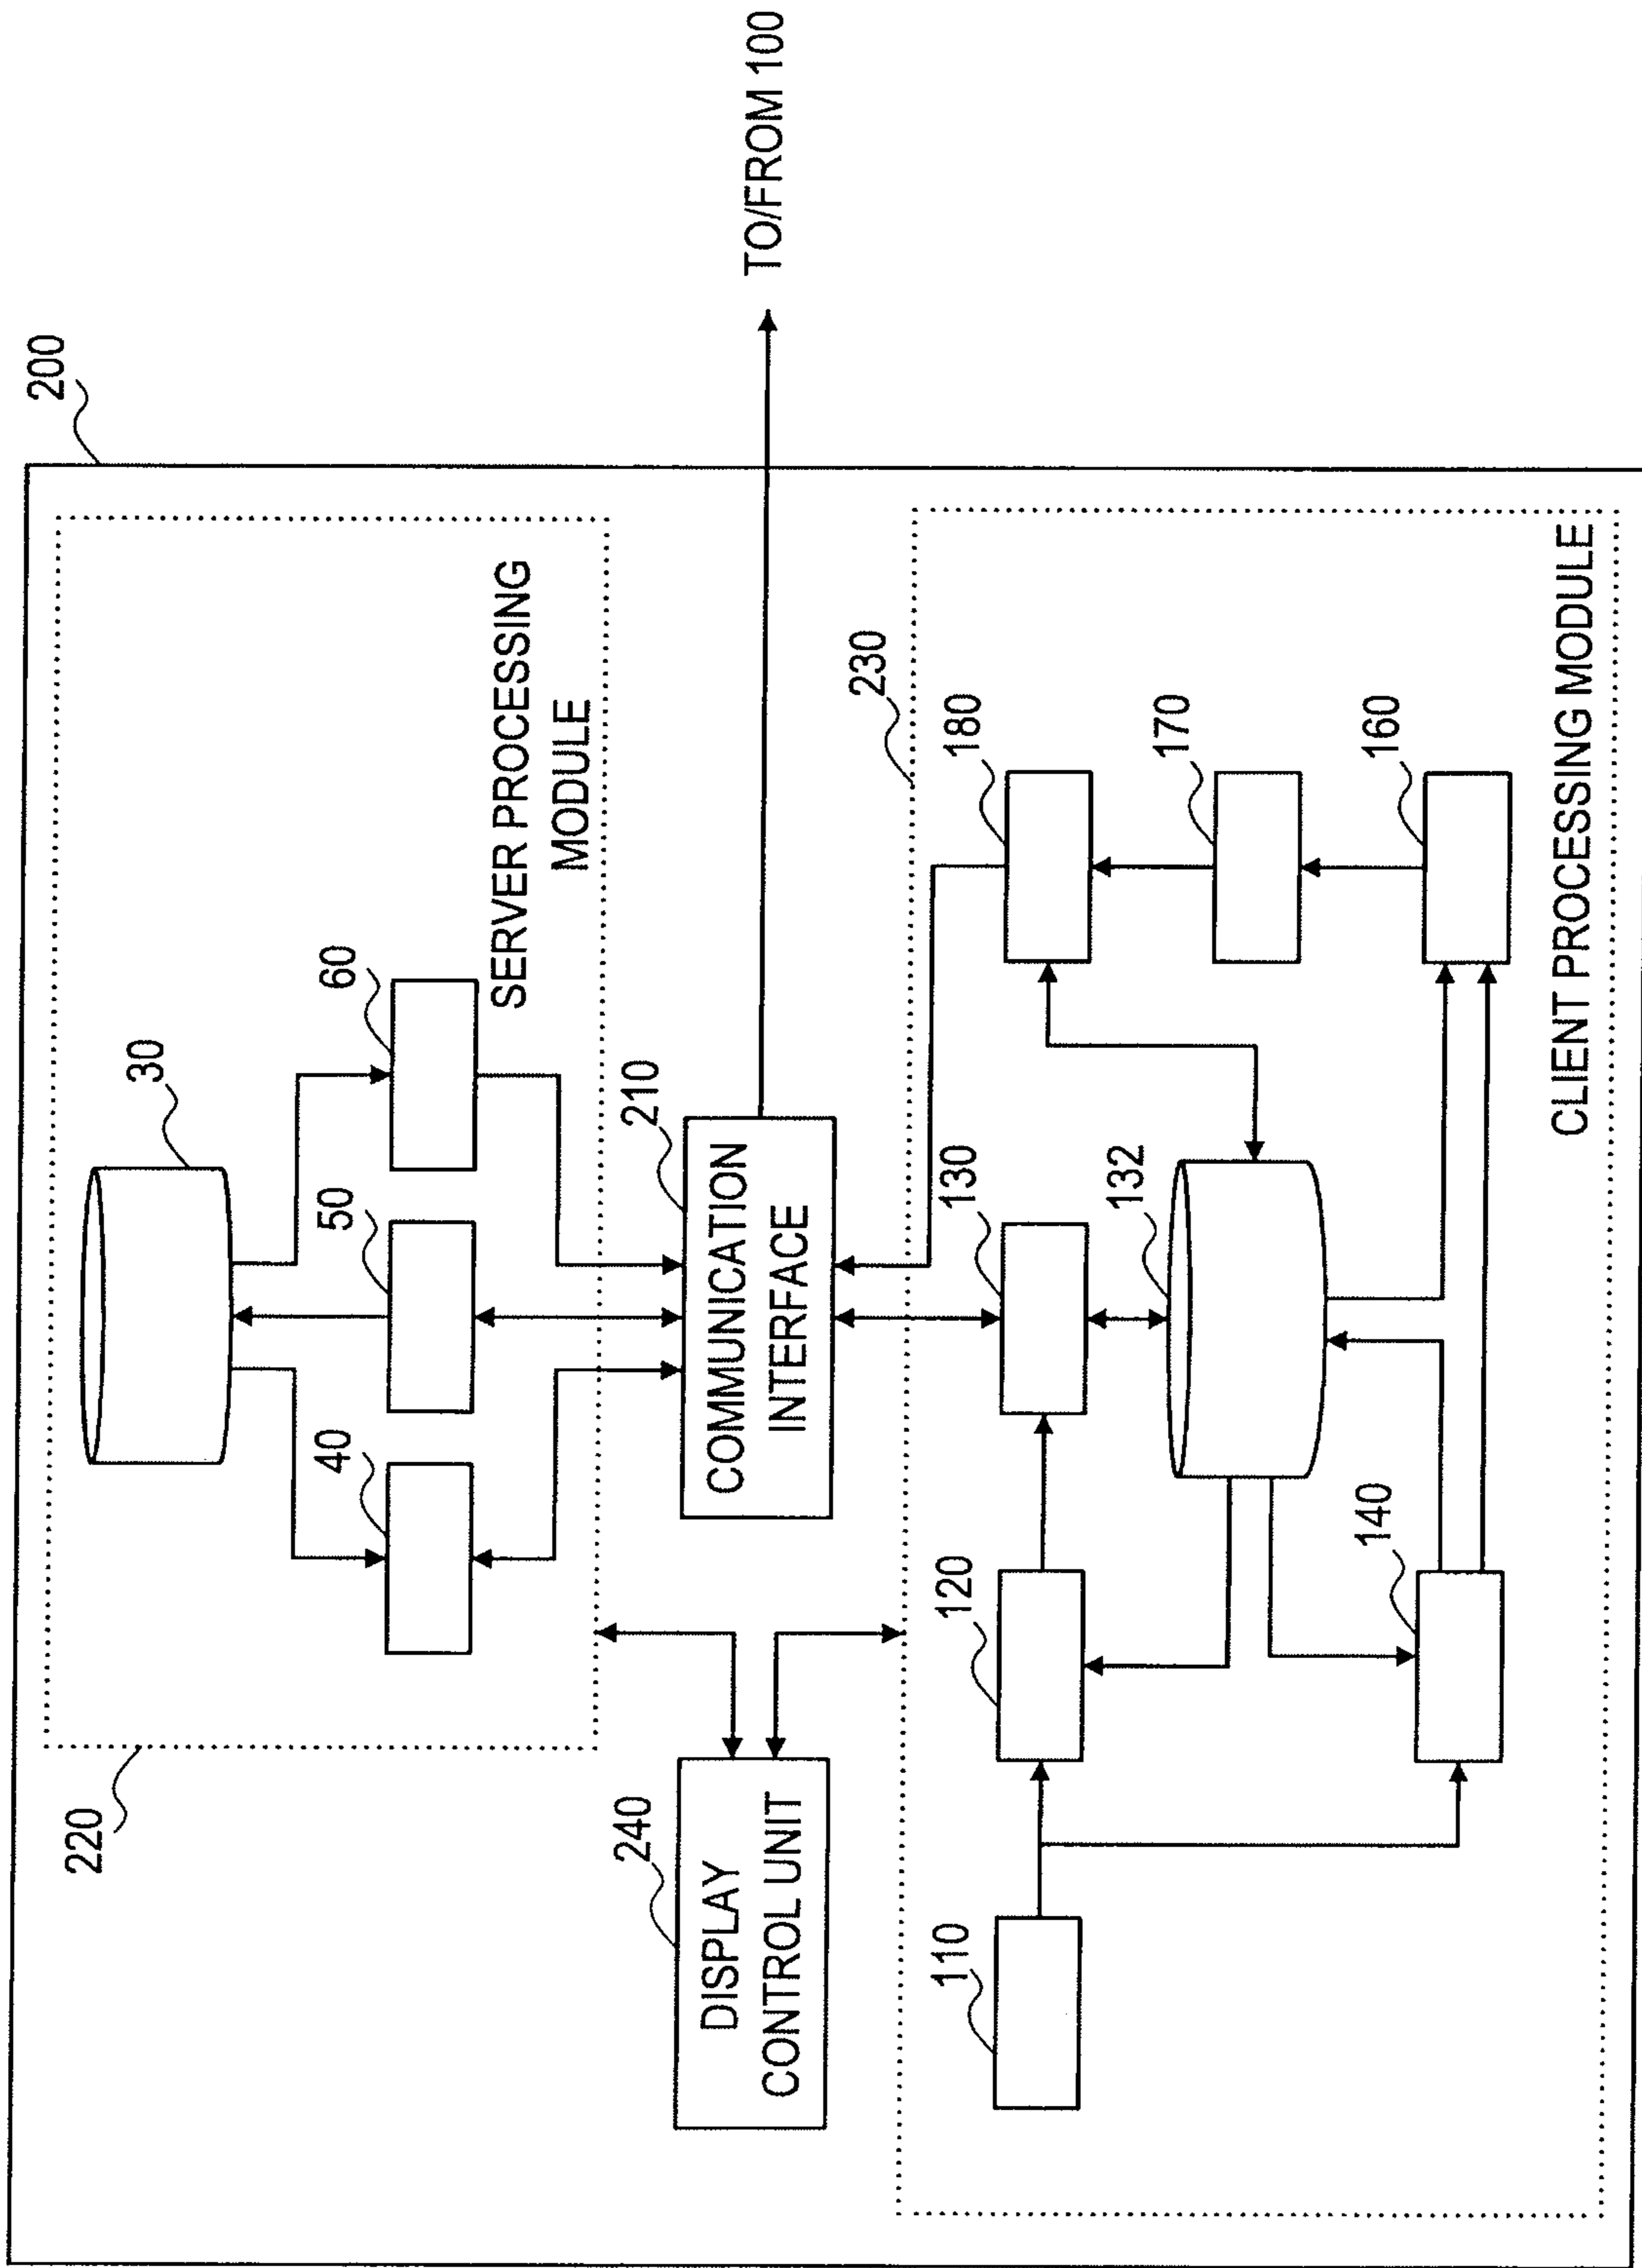 200
220
30
40
50
60
SERVER PROCESSING
MODULE
240
DISPLAY
CONTROL UNIT
210
COMMUNICATION
INTERFACE
TO/FROM 100
230
110
120
130
180
132
170
140
160
CLIENT PROCESSING MODULE